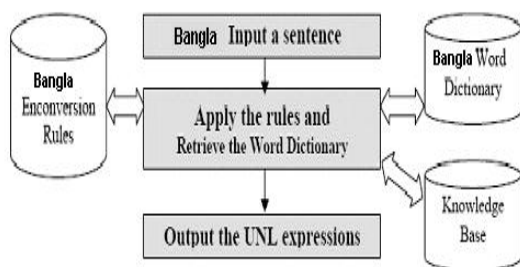 Bangla Input a sentence
Bangla
Enconversion
Rules
Apply the rules and
Retrieve the Word Dictionary
Bangla Word
Dictionary
Knowledge
Base
Output the UNL expressions